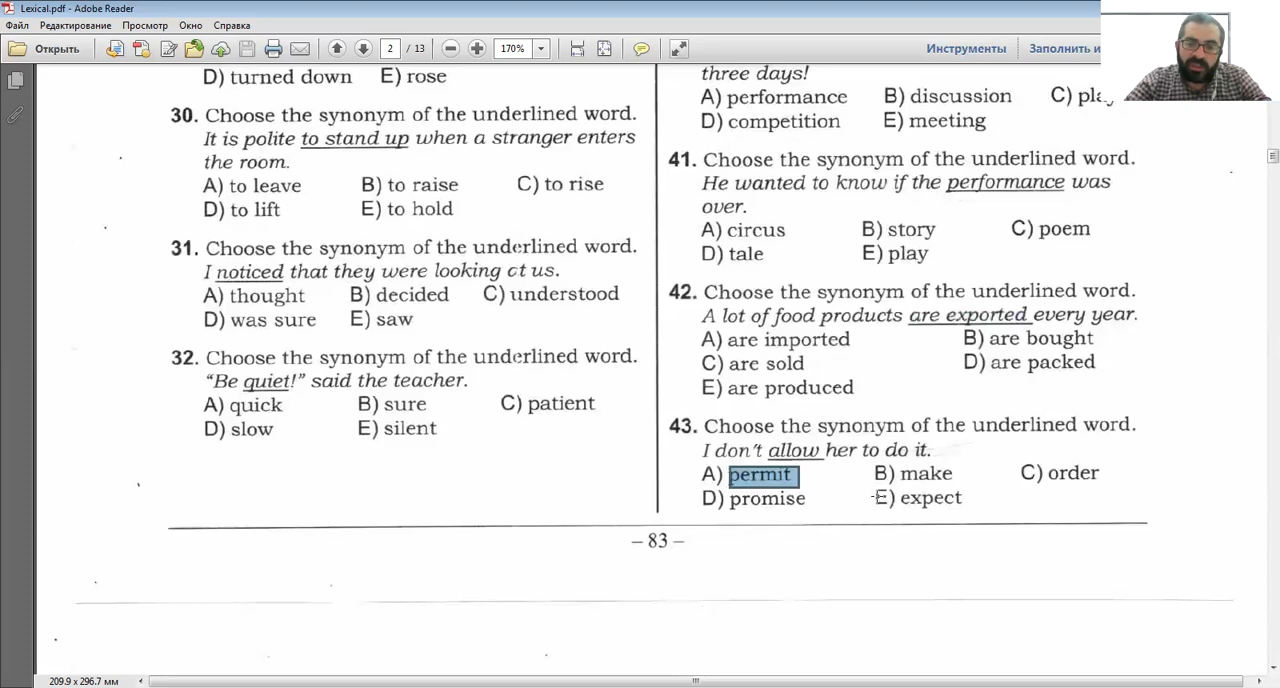 Lexical.pdf - Adobe Reader
Файл Редактирование Просмотр Окно Справка
Открыть 2 / 13 170% Инструменты Заполнить и
D) turned down E) rose
30. Choose the synonym of the underlined word.
It is polite to stand up when a stranger enters
the room.
A) to leave B) to raise C) to rise
D) to lift E) to hold
31. Choose the synonym of the underlined word.
I noticed that they were looking at us.
A) thought B) decided C) understood
D) was sure E) saw
32. Choose the synonym of the underlined word.
“Be quiet!” said the teacher.
A) quick B) sure C) patient
D) slow E) silent
three days!
A) performance B) discussion C)
D) competition E) meeting
41. Choose the synonym of the underlined word.
He wanted to know if the performance was
over.
A) circus B) story C) poem
D) tale E) play
42. Choose the synonym of the underlined word.
A lot of food products are exported every year.
A) are imported B) are bought
C) are sold D) are packed
E) are produced
43. Choose the synonym of the underlined word.
I don't allow her to do it.
A) permit B) make C) order
D) promise E) expect
– 83 –
209.9 x 296.7 мм